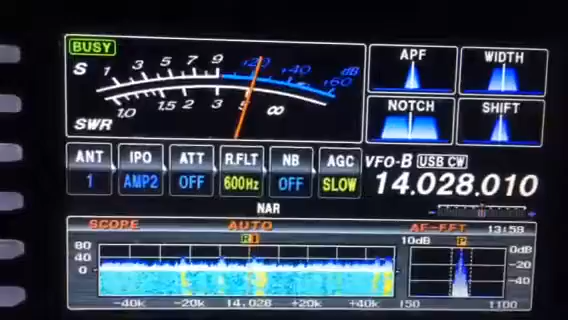 BUSY
S 1 3 5 7 9 +20 +40 +60 dB
1.0 1.5 2 3 5 ∞
SWR
APF WIDTH
NOTCH SHIFT
ANT IPO ATT R.FLT NB AGC
1 AMP2 OFF 600Hz OFF SLOW
VFO-B USB CW
14.028.010
NAR
- +
SCOPE AUTO AF-FFT 13:58
80
40
0
10dB
0dB
-20
-40
-40k -20k 14.028 +20k +40k 150 1100